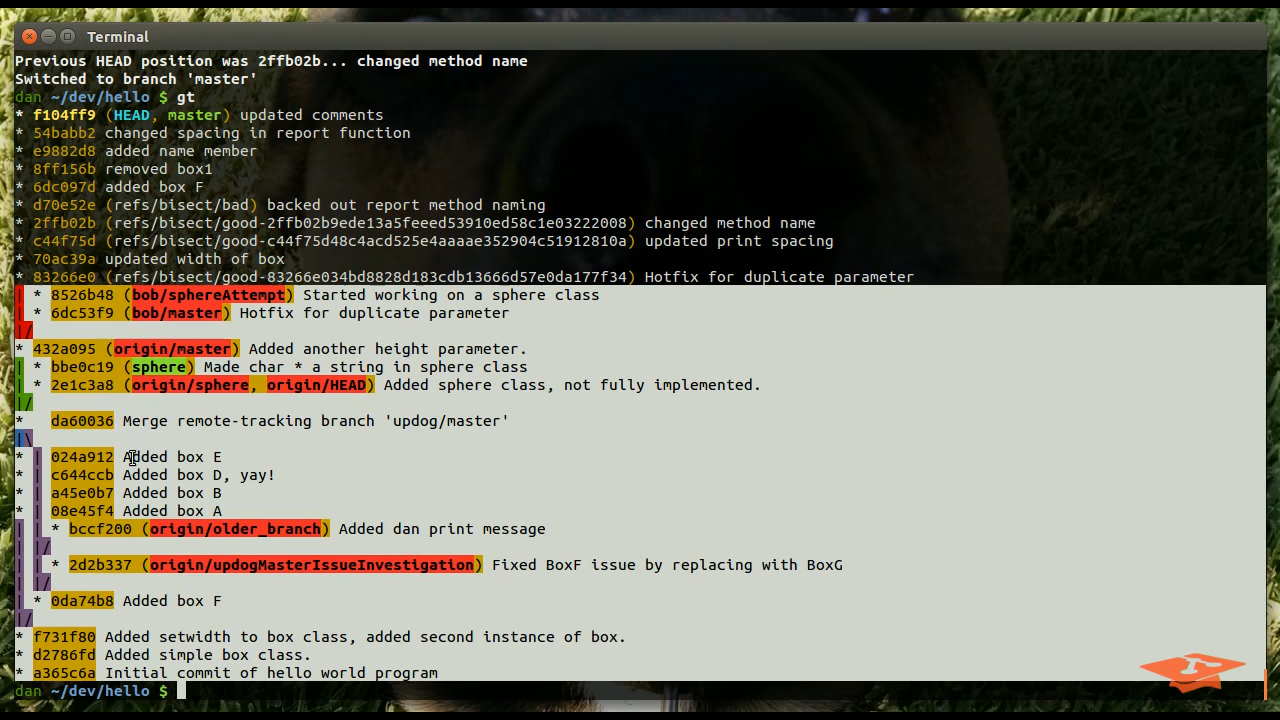 Terminal
Previous HEAD position was 2ffb02b... changed method name
Switched to branch 'master'
dan ~/dev/hello $ gt
* f104ff9 (HEAD, master) updated comments
* 54babb2 changed spacing in report function
* e9882d8 added name member
* 8ff156b removed box1
* 6dc097d added box F
* d70e52e (refs/bisect/bad) backed out report method naming
* 2ffb02b (refs/bisect/good-2ffb02b9ede13a5feeed53910ed58c1e03222008) changed method name
* c44f75d (refs/bisect/good-c44f75d48c4acd525e4aaaae352904c51912810a) updated print spacing
* 70ac39a updated width of box
* 83266e0 (refs/bisect/good-83266e034bd8828d183cdb13666d57e0da177f34) Hotfix for duplicate parameter
| * 8526b48 (bob/sphereAttempt) Started working on a sphere class
| * 6dc53f9 (bob/master) Hotfix for duplicate parameter
|/
* 432a095 (origin/master) Added another height parameter.
| * bbe0c19 (sphere) Made char * a string in sphere class
| * 2e1c3a8 (origin/sphere, origin/HEAD) Added sphere class, not fully implemented.
|/
*   da60036 Merge remote-tracking branch 'updog/master'
|\
* | 024a912 Added box E
* | c644ccb Added box D, yay!
* | a45e0b7 Added box B
* | 08e45f4 Added box A
| | * bccf200 (origin/older_branch) Added dan print message
| |/
| | * 2d2b337 (origin/updogMasterIssueInvestigation) Fixed BoxF issue by replacing with BoxG
| |/
| * 0da74b8 Added box F
|/
* f731f80 Added setwidth to box class, added second instance of box.
* d2786fd Added simple box class.
* a365c6a Initial commit of hello world program
dan ~/dev/hello $